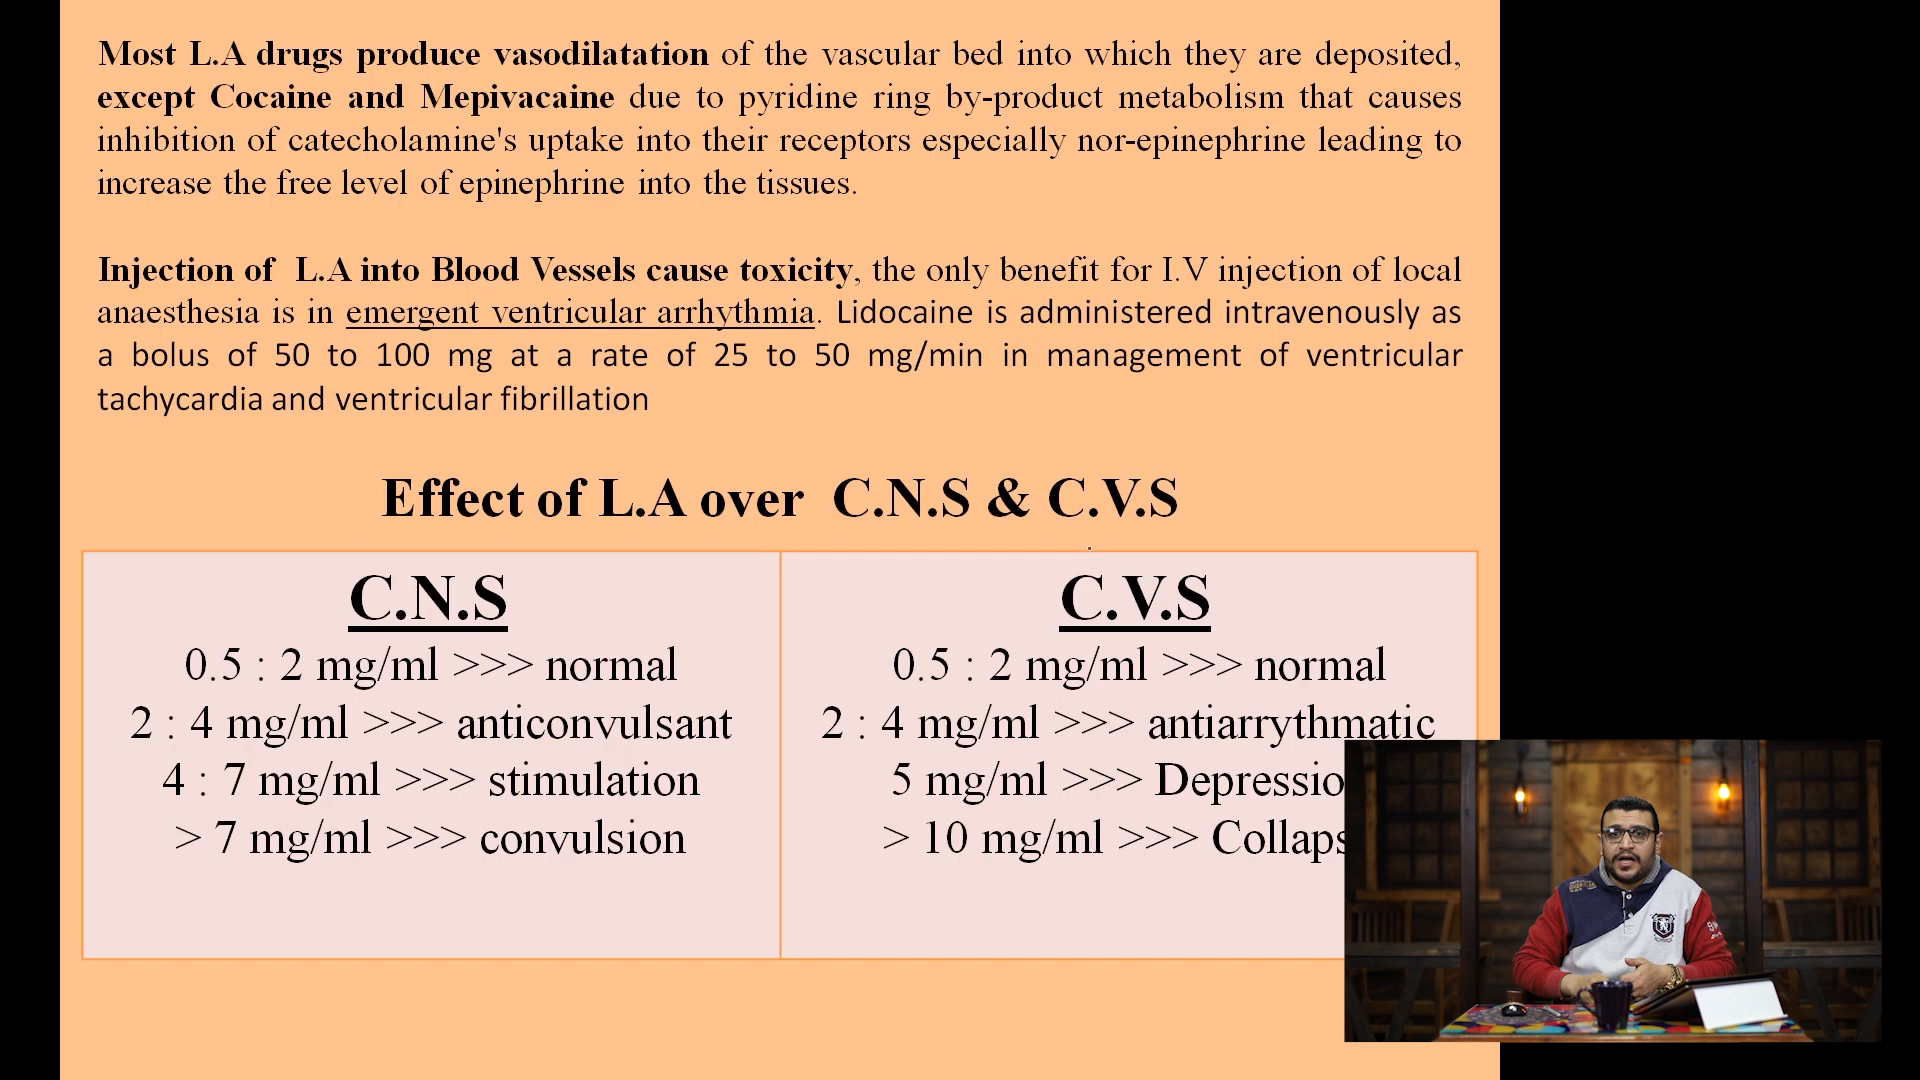 Most L.A drugs produce vasodilatation of the vascular bed into which they are deposited,
except Cocaine and Mepivacaine due to pyridine ring by-product metabolism that causes
inhibition of catecholamine's uptake into their receptors especially nor-epinephrine leading to
increase the free level of epinephrine into the tissues.
Injection of L.A into Blood Vessels cause toxicity, the only benefit for I.V injection of local
anaesthesia is in emergent ventricular arrhythmia. Lidocaine is administered intravenously as
a bolus of 50 to 100 mg at a rate of 25 to 50 mg/min in management of ventricular
tachycardia and ventricular fibrillation
Effect of L.A over C.N.S & C.V.S
C.N.S
0.5 : 2 mg/ml >>> normal
2 : 4 mg/ml >>> anticonvulsant
4 : 7 mg/ml >>> stimulation
> 7 mg/ml >>> convulsion
C.V.S
0.5 : 2 mg/ml >>> normal
2 : 4 mg/ml >>> antiarrythmatic
5 mg/ml >>> Depressio
> 10 mg/ml >>> Collaps